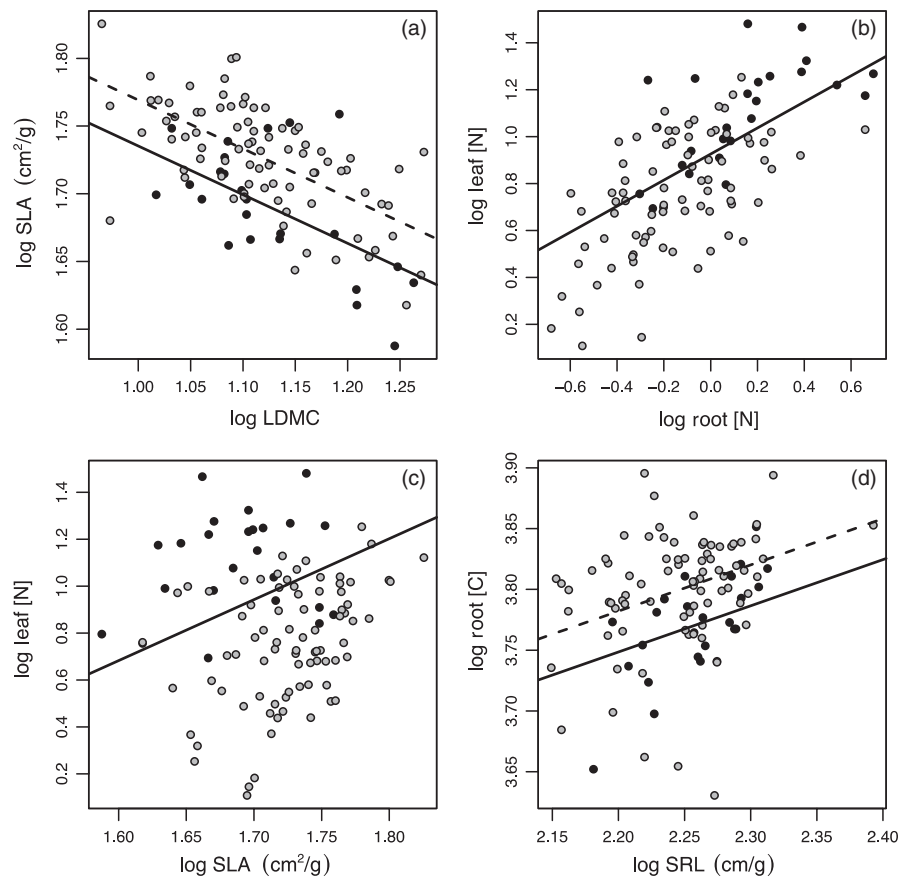 (a)
log SLA (cm²/g)
1.80
1.75
1.70
1.65
1.60
1.00 1.05 1.10 1.15 1.20 1.25
log LDMC
(b)
log leaf [N]
1.4
1.2
1.0
0.8
0.6
0.4
0.2
−0.6 −0.4 −0.2 0.0 0.2 0.4 0.6
log root [N]
(c)
log leaf [N]
1.4
1.2
1.0
0.8
0.6
0.4
0.2
1.60 1.65 1.70 1.75 1.80
log SLA (cm²/g)
(d)
log root [C]
3.90
3.85
3.80
3.75
3.70
3.65
2.15 2.20 2.25 2.30 2.35 2.40
log SRL (cm/g)